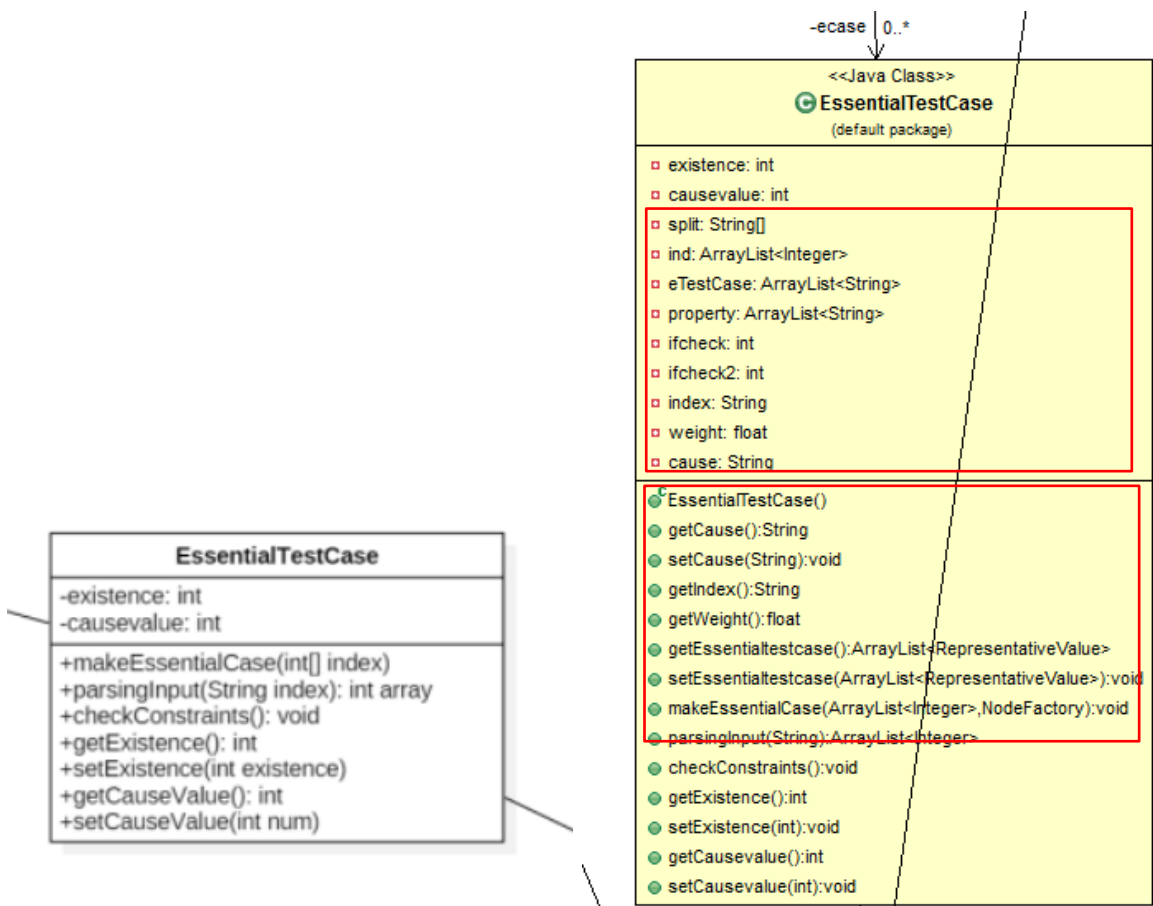 EssentialTestCase
-existence: int
-causevalue: int
+makeEssentialCase(int[] index)
+parsingInput(String index): int array
+checkConstraints(): void
+getExistence(): int
+setExistence(int existence)
+getCauseValue(): int
+setCauseValue(int num)
-ecase 0..*
<<Java Class>>
EssentialTestCase
(default package)
existence: int
causevalue: int
split: String[]
ind: ArrayList<Integer>
eTestCase: ArrayList<String>
property: ArrayList<String>
ifcheck: int
ifcheck2: int
index: String
weight: float
cause: String
EssentialTestCase()
getCause():String
setCause(String):void
getIndex():String
getWeight():float
getEssentialtestcase():ArrayList<RepresentativeValue>
setEssentialtestcase(ArrayList<RepresentativeValue>):void
makeEssentialCase(ArrayList<Integer>,NodeFactory):void
parsingInput(String):ArrayList<Integer>
checkConstraints():void
getExistence():int
setExistence(int):void
getCausevalue():int
setCausevalue(int):void